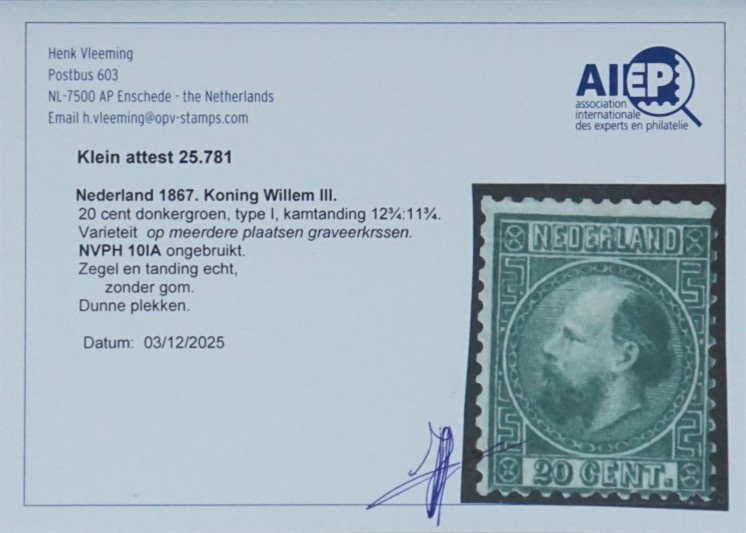 Henk Vleeming
Postbus 603
NL-7500 AP Enschede - the Netherlands
Email h.vleeming@opv-stamps.com
AIEP
association
internationale
des experts en philatelie
Klein attest 25.781
Nederland 1867. Koning Willem III.
20 cent donkergroen, type I, kamtanding 12¾:11¾.
Varieteit op meerdere plaatsen graveerkrssen.
NVPH 10IA ongebruikt.
Zegel en tanding echt,
zonder gom.
Dunne plekken.
Datum: 03/12/2025
NEDERLAND
20 CENT.